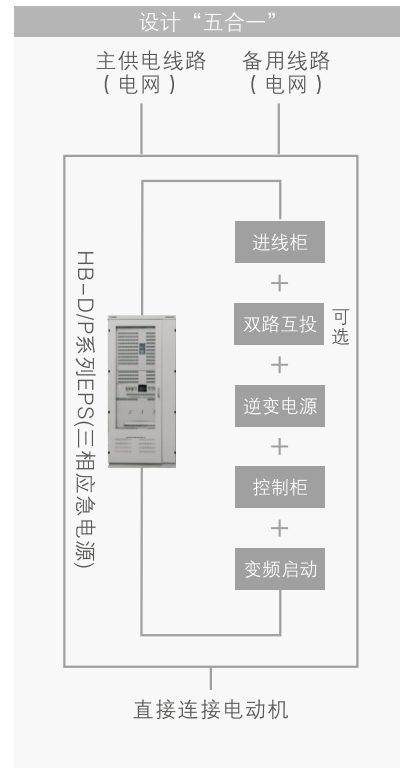 设计“五合一”
主供电线路
(电网)
备用线路
(电网)
进线柜
+
双路互投
可选
+
逆变电源
+
控制柜
+
变频启动
HB-D/P系列EPS(三相应急电源)
直接连接电动机